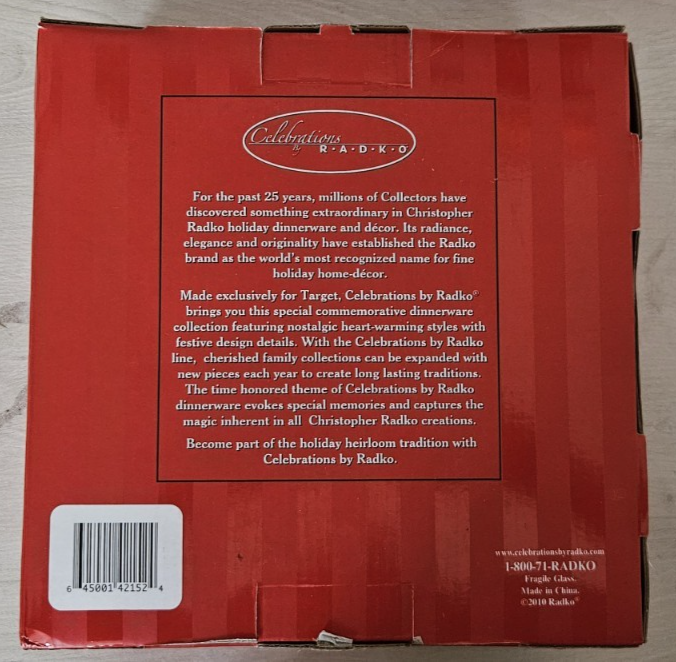 Celebrations
by R·A·D·K·O
For the past 25 years, millions of Collectors have
discovered something extraordinary in Christopher
Radko holiday dinnerware and décor. Its radiance,
elegance and originality have established the Radko
brand as the world's most recognized name for fine
holiday home-décor.
Made exclusively for Target, Celebrations by Radko®
brings you this special commemorative dinnerware
collection featuring nostalgic heart-warming styles with
festive design details. With the Celebrations by Radko
line, cherished family collections can be expanded with
new pieces each year to create long lasting traditions.
The time honored theme of Celebrations by Radko
dinnerware evokes special memories and captures the
magic inherent in all Christopher Radko creations.
Become part of the holiday heirloom tradition with
Celebrations by Radko.
6 45001 42152 4
www.celebrationsbyradko.com
1-800-71-RADKO
Fragile Glass.
Made in China.
©2010 Radko®